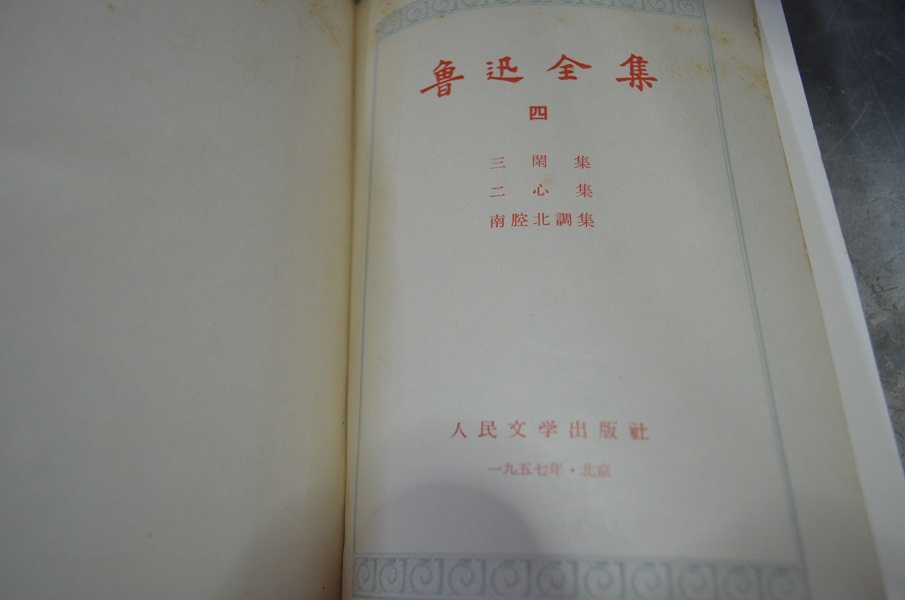 鲁迅全集
四
三閑集
二心集
南腔北調集
人民文学出版社
一九五七年·北京